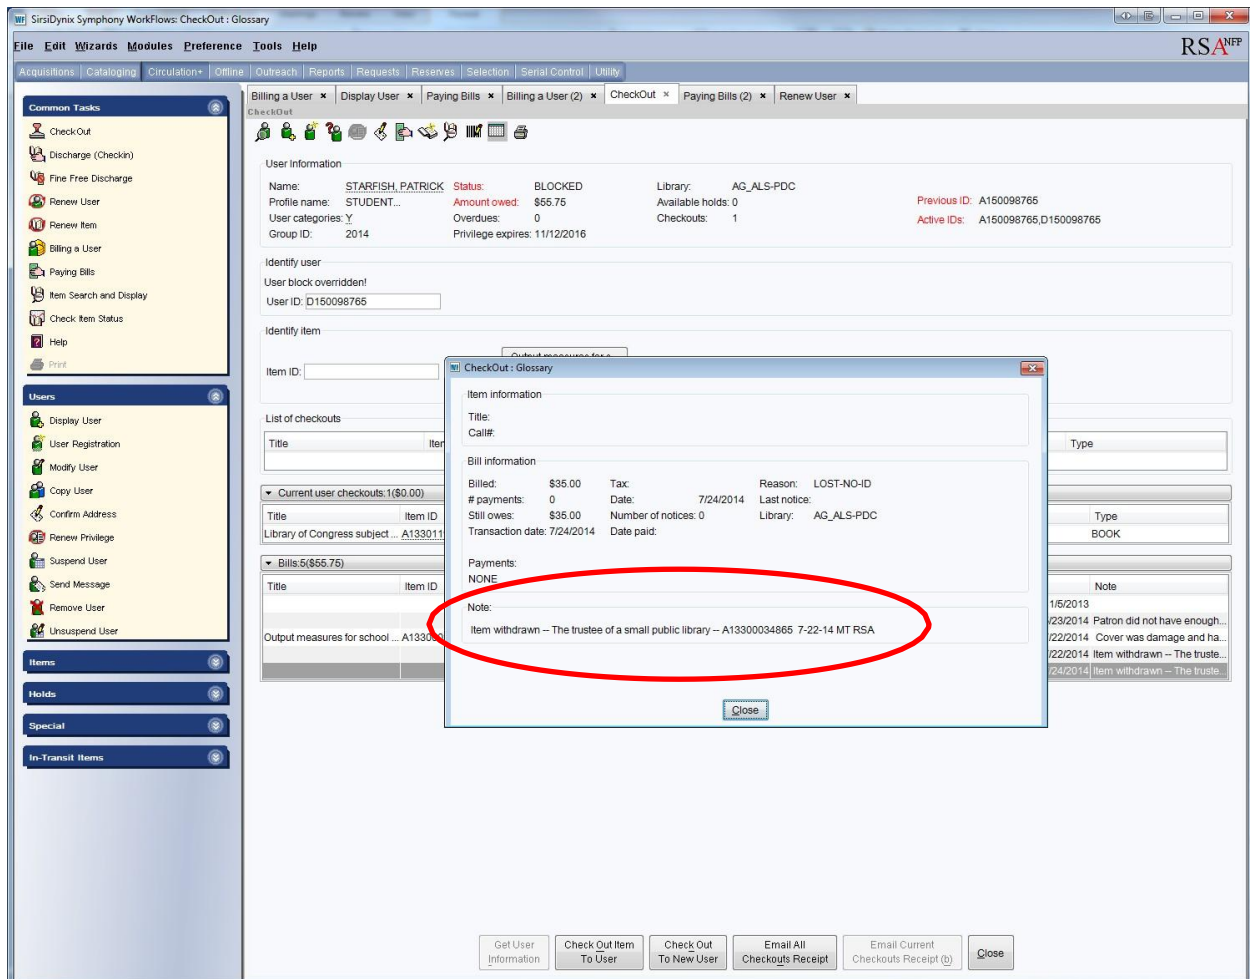 SirsiDynix Symphony WorkFlows: CheckOut : Glossary
File Edit Wizards Modules Preference Tools Help
RSA NFP
Acquisitions Cataloging Circulation+ Offline Outreach Reports Requests Reserves Selection Serial Control Utility
Common Tasks
CheckOut
Discharge (Checkin)
Fine Free Discharge
Renew User
Renew Item
Billing a User
Paying Bills
Item Search and Display
Check Item Status
Help
Print
Users
Display User
User Registration
Modify User
Copy User
Confirm Address
Renew Privilege
Suspend User
Send Message
Remove User
Unsuspend User
Items
Holds
Special
In-Transit Items
Billing a User Display User Paying Bills Billing a User (2) CheckOut Paying Bills (2) Renew User
CheckOut
User Information
Name: STARFISH, PATRICK Status: BLOCKED Library: AG_ALS-PDC
Profile name: STUDENT... Amount owed: $55.75 Available holds: 0 Previous ID: A150098765
User categories: Y Overdues: 0 Checkouts: 1 Active IDs: A150098765,D150098765
Group ID: 2014 Privilege expires: 11/12/2016
Identify user
User block overridden!
User ID: D150098765
Identify item
Item ID:
List of checkouts
Title Type
Current user checkouts:1($0.00)
Title Item ID Type
Library of Congress subject ... BOOK
Bills:5($55.75)
Title Item ID Note
1/5/2013
/23/2014 Patron did not have enough...
Output measures for school ... /22/2014 Cover was damage and ha...
/22/2014 Item withdrawn -- The truste...
/24/2014 Item withdrawn -- The truste...
CheckOut : Glossary
Item information
Title:
Call#:
Bill information
Billed: $35.00 Tax: Reason: LOST-NO-ID
# payments: 0 Date: 7/24/2014 Last notice:
Still owes: $35.00 Number of notices: 0 Library: AG_ALS-PDC
Transaction date: 7/24/2014 Date paid:
Payments:
NONE
Note:
Item withdrawn -- The trustee of a small public library -- A13300034865 7-22-14 MT RSA
Close
Get User Information
Check Out Item To User
Check Out To New User
Email All Checkouts Receipt
Email Current Checkouts Receipt (b)
Close